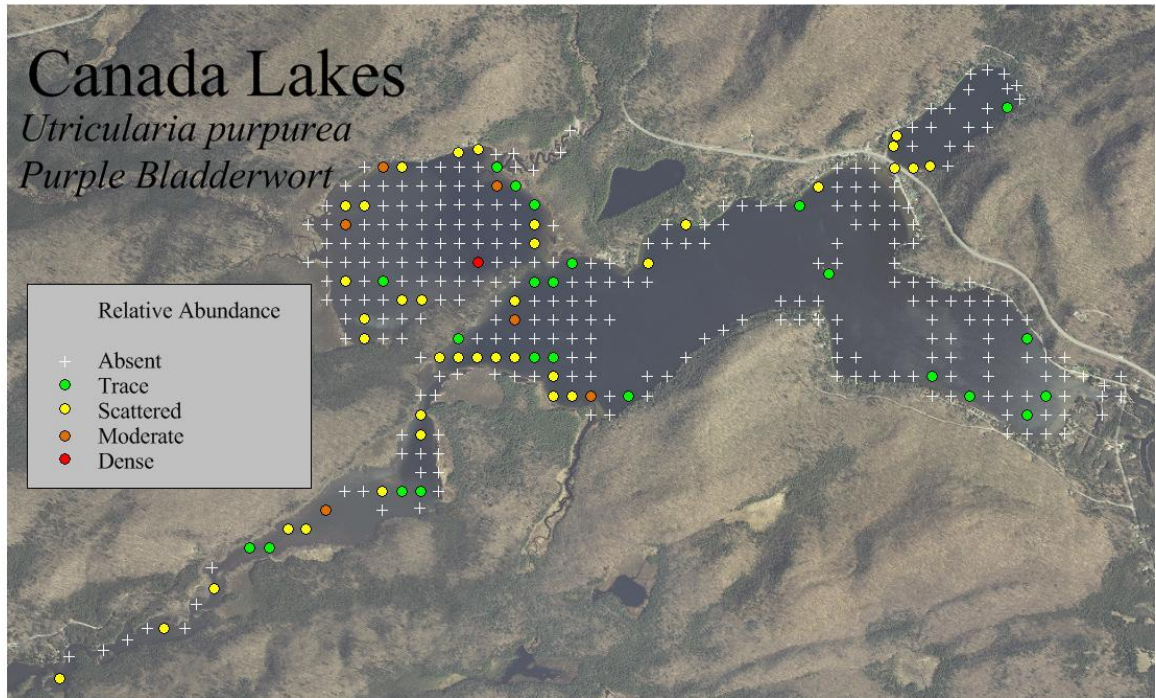 Canada Lakes
Utricularia purpurea
Purple Bladderwort
Relative Abundance
Absent
Trace
Scattered
Moderate
Dense